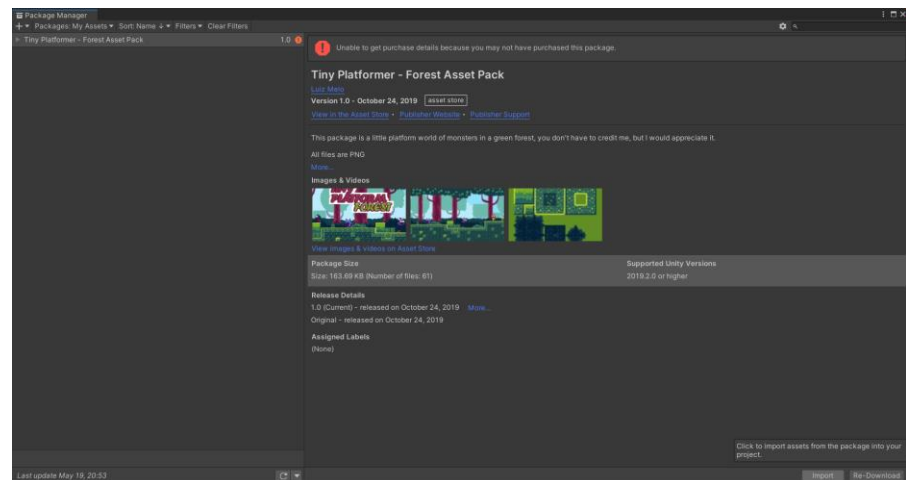 Package Manager
Packages: My Assets Sort: Name ↓ Filters Clear Filters
Tiny Platformer - Forest Asset Pack 1.0
Unable to get purchase details because you may not have purchased this package.
Tiny Platformer - Forest Asset Pack
Luiz Melo
Version 1.0 - October 24, 2019 asset store
View in the Asset Store • Publisher Website • Publisher Support
This package is a little platform world of monsters in a green forest, you don't have to credit me, but I would appreciate it.
All files are PNG
More...
Images & Videos
PLATFORM
FOREST
View images & videos on Asset Store
Package Size Supported Unity Versions
Size: 163.69 KB (Number of files: 61) 2019.2.0 or higher
Release Details
1.0 (Current) - released on October 24, 2019 More...
Original - released on October 24, 2019
Assigned Labels
(None)
Click to import assets from the package into your
project.
Last update May 19, 20:53 Import Re-Download